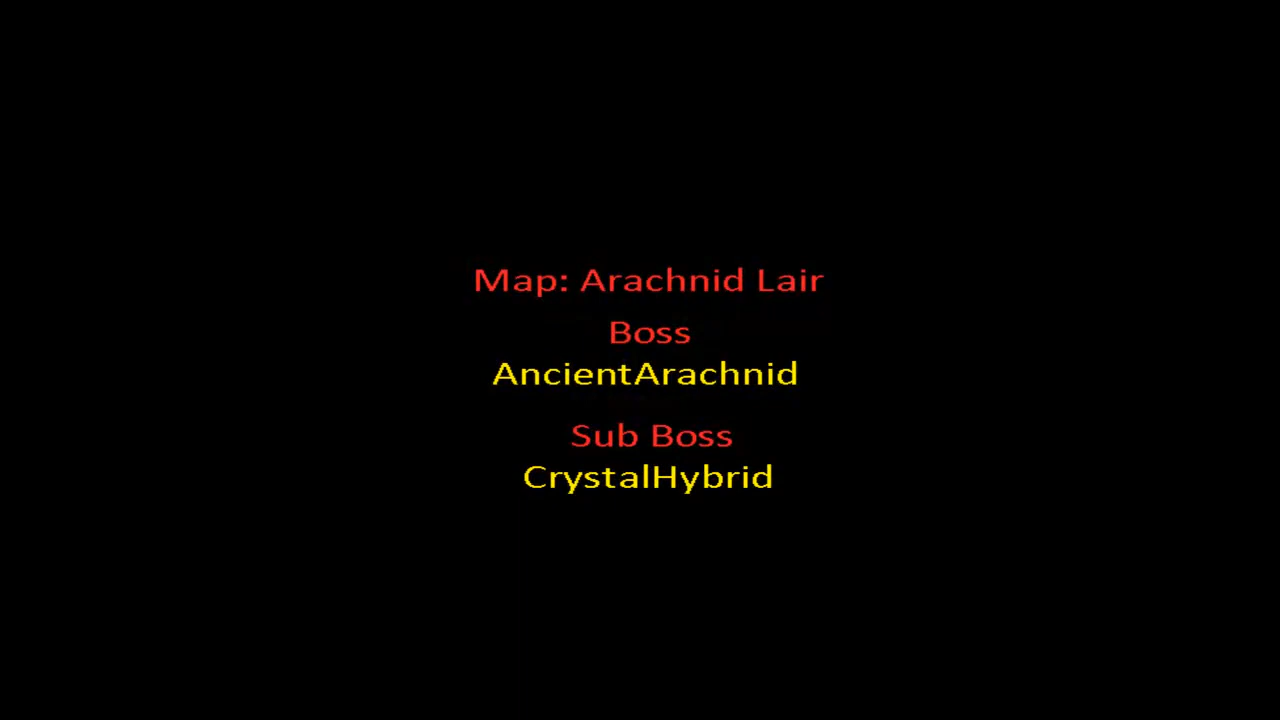 Map: Arachnid Lair
Boss
AncientArachnid
Sub Boss
CrystalHybrid